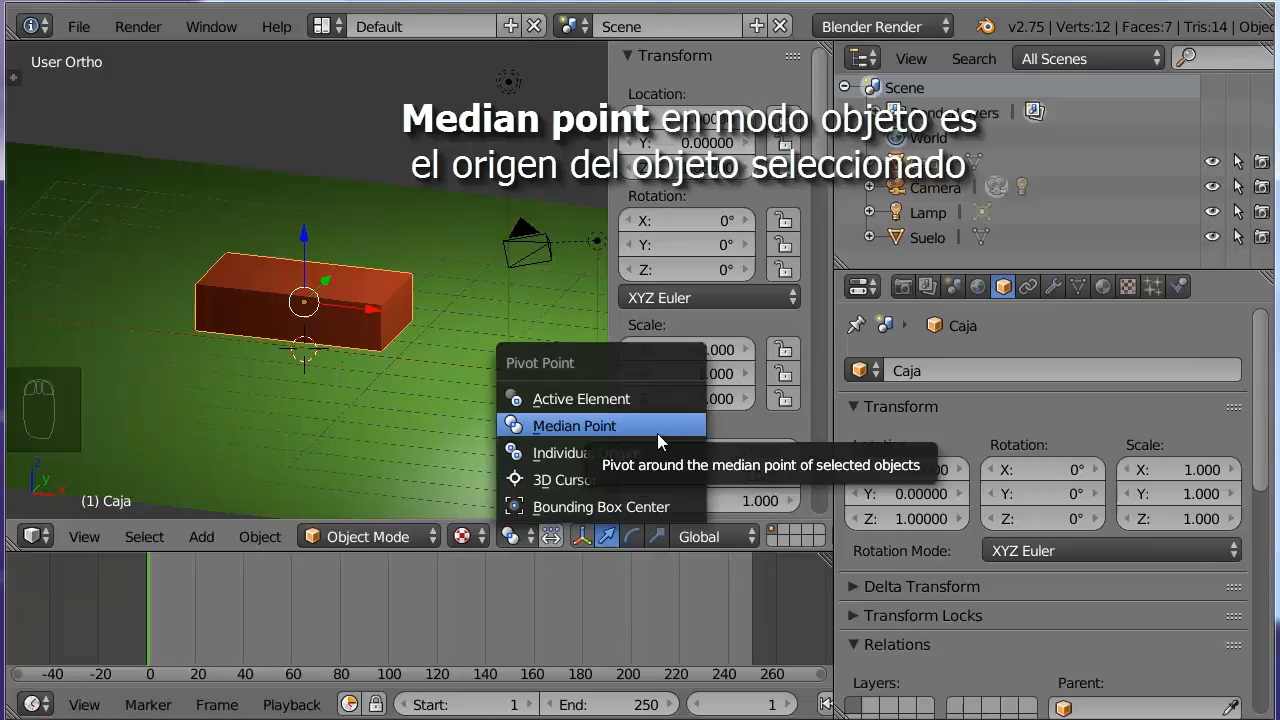 File Render Window Help Default Scene Blender Render v2.75 | Verts:12 | Faces:7 | Tris:14 | Objec
User Ortho
Transform
View Search All Scenes
Scene
Location:
Median point en modo objeto es
el origen del objeto seleccionado
World
Y: 0.00000
Camera
Lamp
Suelo
Rotation:
X: 0°
Y: 0°
Z: 0°
XYZ Euler
Scale:
Caja
Caja
Pivot Point
Active Element
Median Point
3D Curso
Bounding Box Center
Pivot around the median point of selected objects
1.000
Transform
Rotation: Scale:
X: 0° X: 1.000
Y: 0.00000 Y: 0° Y: 1.000
Z: 1.00000 Z: 0° Z: 1.000
Rotation Mode: XYZ Euler
Delta Transform
Transform Locks
Relations
Layers: Parent:
z
y
(1) Caja
View Select Add Object Object Mode Global
-40 -20 0 20 40 60 80 100 120 140 160 180 200 220 240 260
View Marker Frame Playback Start: 1 End: 250 1